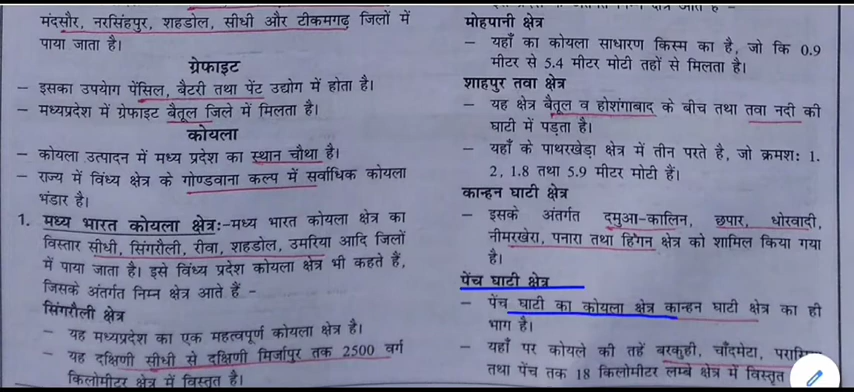 मंदसौर, नरसिंहपुर, शहडोल, सीधी और टीकमगढ़ जिलों में
पाया जाता है।
ग्रेफाइट
– इसका उपयोग पेंसिल, बैटरी तथा पेंट उद्योग में होता है।
– मध्यप्रदेश में ग्रेफाइट बैतूल जिले में मिलता है।
कोयला
– कोयला उत्पादन में मध्य प्रदेश का स्थान चौथा है।
– राज्य में विंध्य क्षेत्र के गोण्डवाना कल्प में सर्वाधिक कोयला
भंडार है।
1. मध्य भारत कोयला क्षेत्र:-मध्य भारत कोयला क्षेत्र का
विस्तार सीधी, सिंगरौली, रीवा, शहडोल, उमरिया आदि जिलों
में पाया जाता है। इसे विंध्य प्रदेश कोयला क्षेत्र भी कहते हैं,
जिसके अंतर्गत निम्न क्षेत्र आते हैं –
सिंगरौली क्षेत्र
– यह मध्यप्रदेश का एक महत्वपूर्ण कोयला क्षेत्र है।
– यह दक्षिणी सीधी से दक्षिणी मिर्जापुर तक 2500 वर्ग
किलोमीटर क्षेत्र में विस्तृत है।
मोहपानी क्षेत्र
– यहाँ का कोयला साधारण किस्म का है, जो कि 0.9
मीटर से 5.4 मीटर मोटी तहों से मिलता है।
शाहपुर तवा क्षेत्र
– यह क्षेत्र बैतूल व होशंगाबाद के बीच तथा तवा नदी की
घाटी में पड़ता है।
– यहाँ के पाथरखेड़ा क्षेत्र में तीन परते है, जो क्रमश: 1.
2, 1.8 तथा 5.9 मीटर मोटी हैं।
कान्हन घाटी क्षेत्र
– इसके अंतर्गत दमुआ-कालिन, छपार, धोरवादी,
नीमरखेरा, पनारा तथा हिंगन क्षेत्र को शामिल किया गया
है।
पेंच घाटी क्षेत्र
– पेंच घाटी का कोयला क्षेत्र कान्हन घाटी क्षेत्र का ही
भाग है।
– यहाँ पर कोयले की तहें बरकुही, चाँदमेटा,
तथा पेंच तक 18 किलोमीटर लम्बे क्षेत्र में विस्तृत